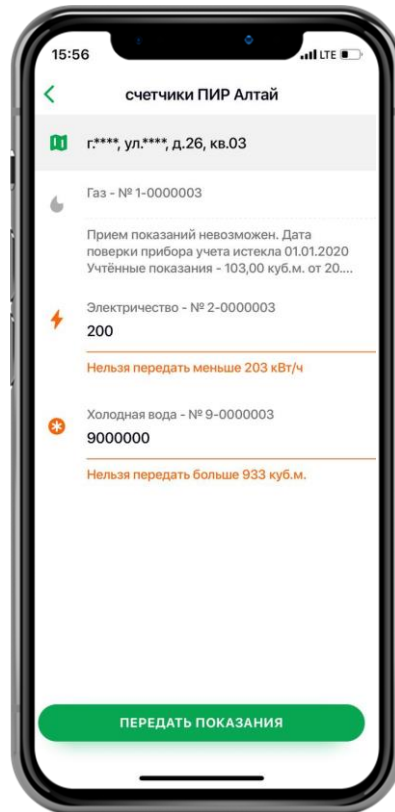 15:56
LTE
счетчики ПИР Алтай
г.****, ул.****, д.26, кв.03
Газ - № 1-0000003
Прием показаний невозможен. Дата
поверки прибора учета истекла 01.01.2020
Учтённые показания - 103,00 куб.м. от 20....
Электричество - № 2-0000003
200
Нельзя передать меньше 203 кВт/ч
Холодная вода - № 9-0000003
9000000
Нельзя передать больше 933 куб.м.
ПЕРЕДАТЬ ПОКАЗАНИЯ